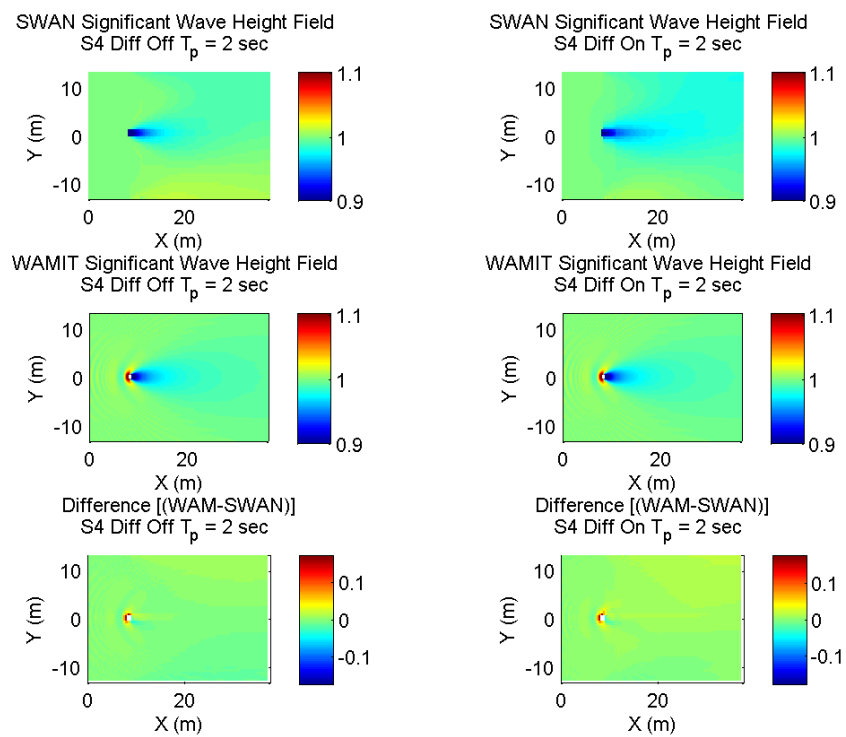 SWAN Significant Wave Height Field
S4 Diff Off Tp = 2 sec
10
0
-10
Y (m)
0
20
X (m)
1.1
1
0.9
SWAN Significant Wave Height Field
S4 Diff On Tp = 2 sec
10
0
-10
Y (m)
0
20
X (m)
1.1
1
0.9
WAMIT Significant Wave Height Field
S4 Diff Off Tp = 2 sec
10
0
-10
Y (m)
0
20
X (m)
1.1
1
0.9
WAMIT Significant Wave Height Field
S4 Diff On Tp = 2 sec
10
0
-10
Y (m)
0
20
X (m)
1.1
1
0.9
Difference [(WAM-SWAN)]
S4 Diff Off Tp = 2 sec
10
0
-10
Y (m)
0
20
X (m)
0.1
0
-0.1
Difference [(WAM-SWAN)]
S4 Diff On Tp = 2 sec
10
0
-10
Y (m)
0
20
X (m)
0.1
0
-0.1